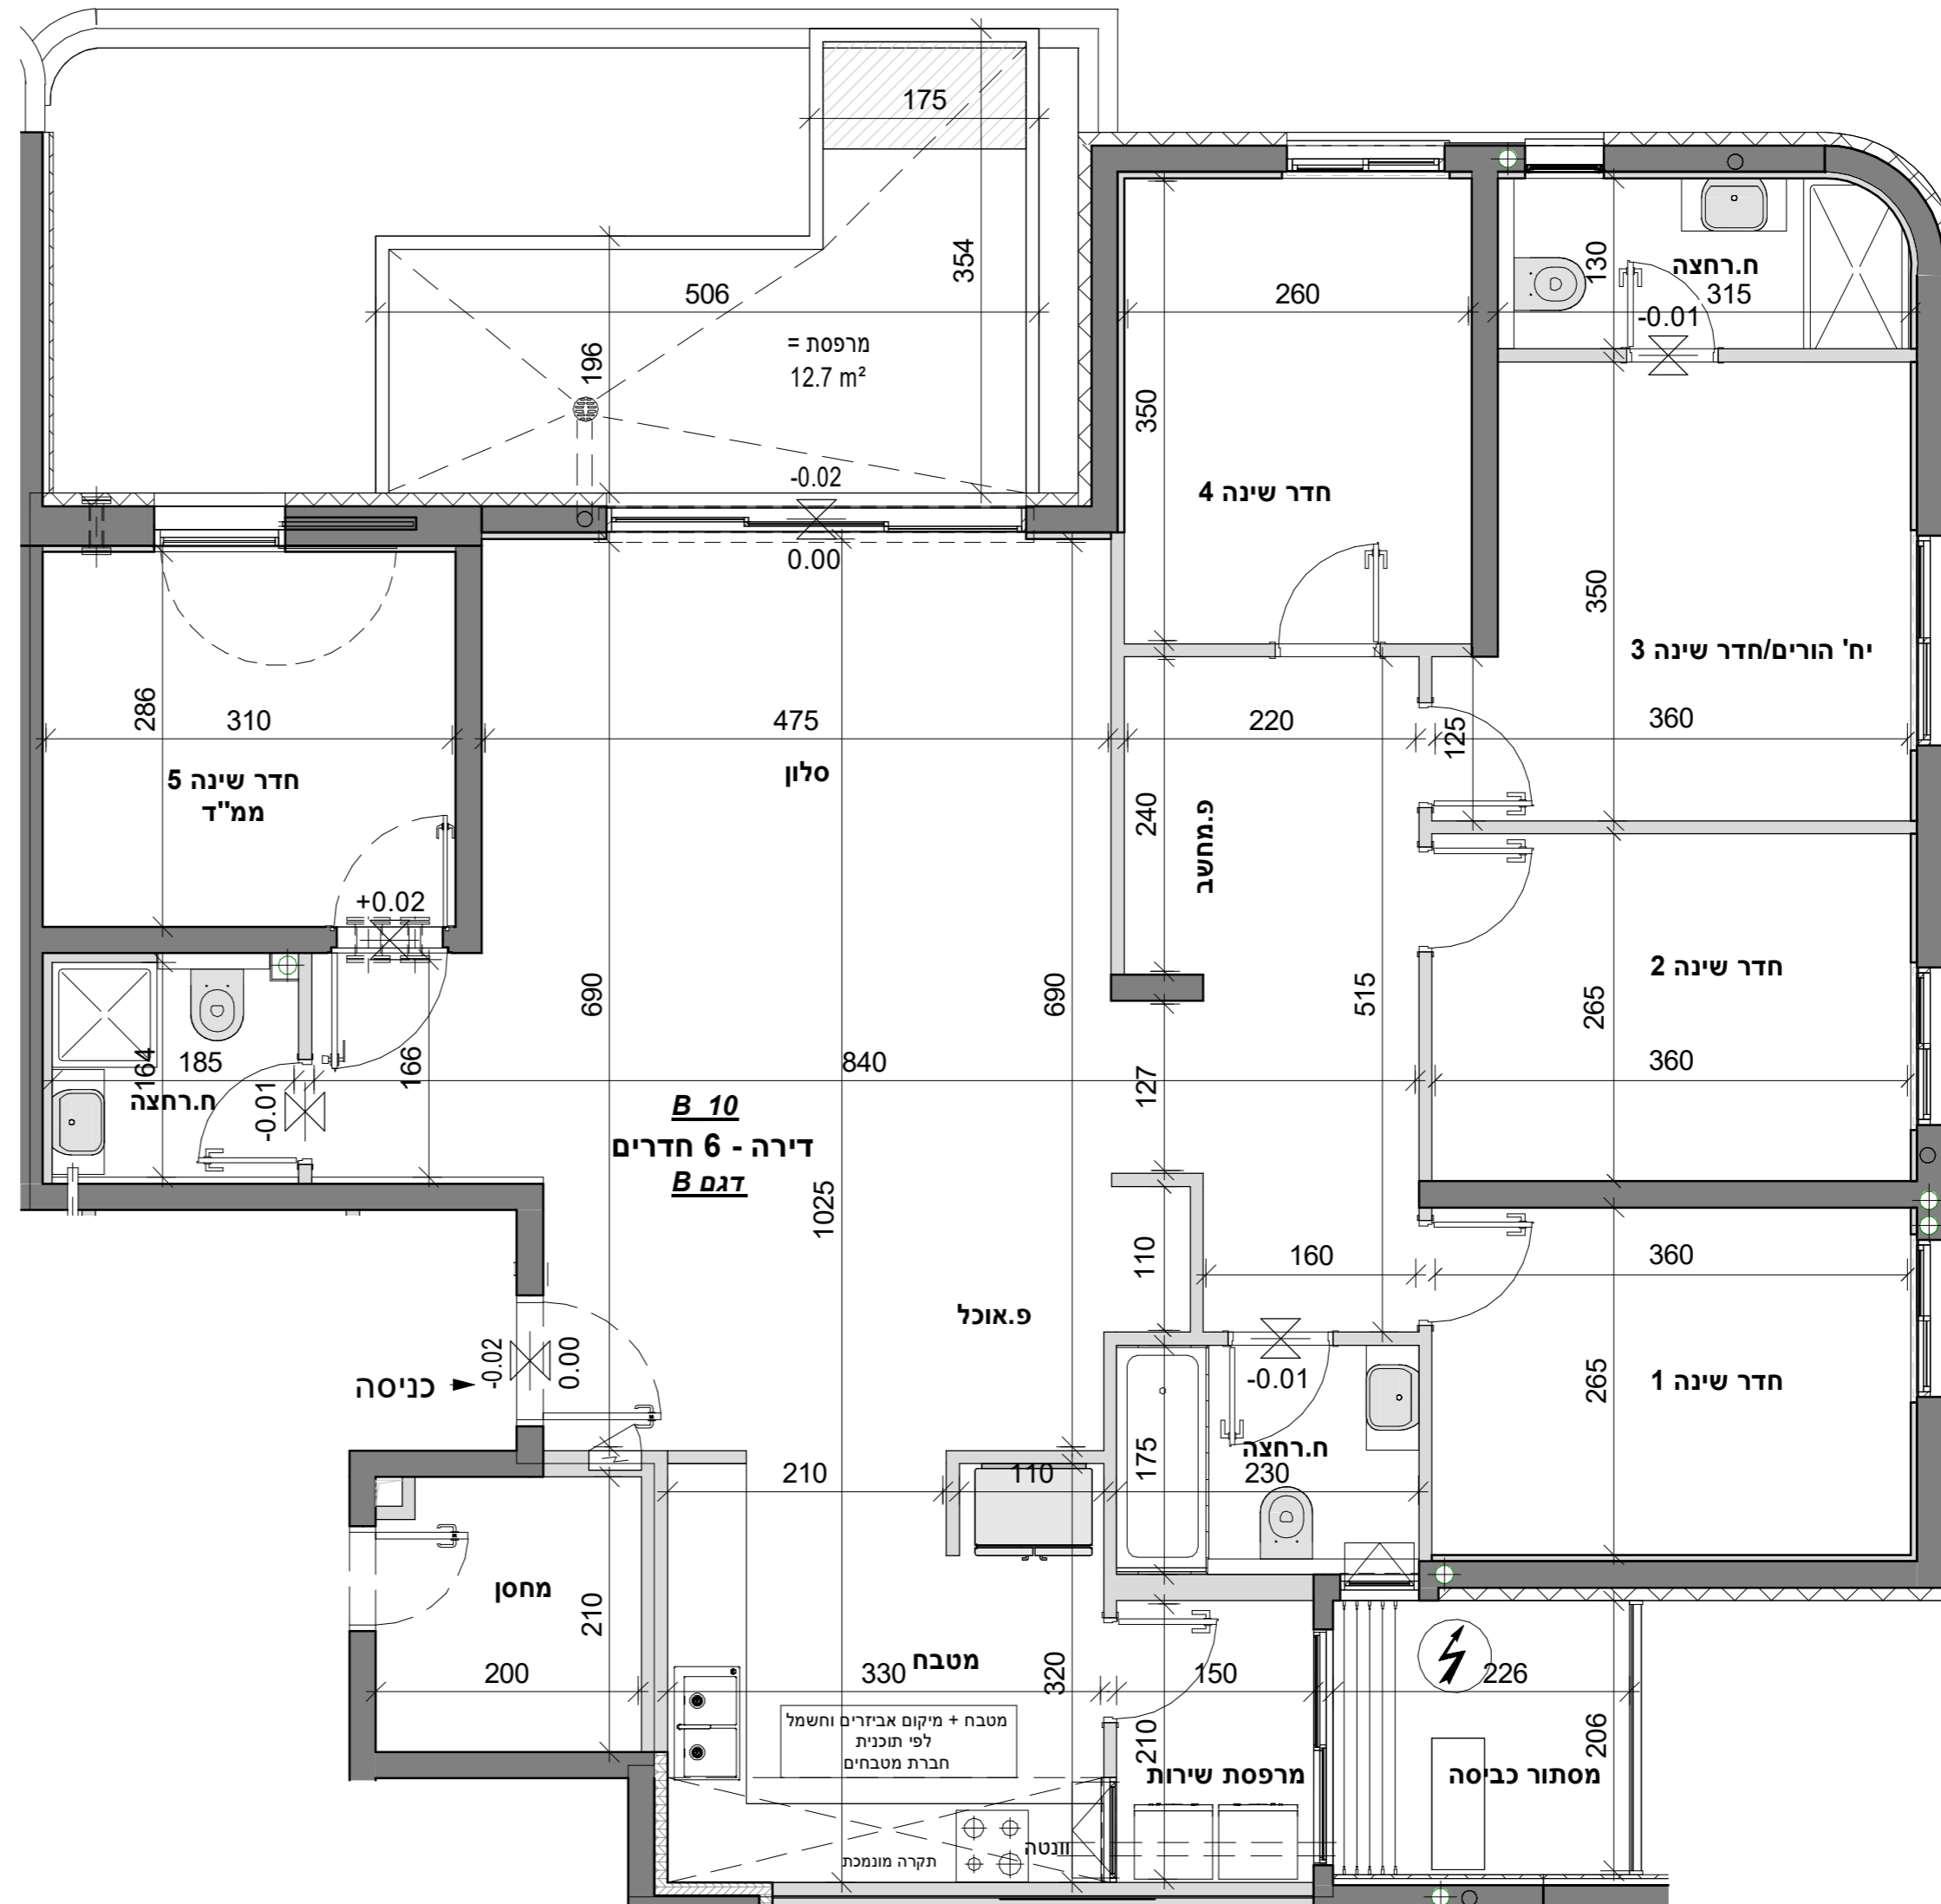 175
354
506
196
מרפסת =
12.7 m²
-0.02
0.00
260
350
חדר שינה 4
130
ח.רחצה
315
-0.01
350
יח' הורים/חדר שינה 3
360
125
286
310
חדר שינה 5
ממ"ד
+0.02
475
סלון
220
240
פ.מחשב
515
חדר שינה 2
265
360
690
690
164
185
ח.רחצה
-0.01
166
840
127
B 10
דירה - 6 חדרים
דגם B
1025
110
160
360
פ.אוכל
כניסה
-0.02
0.00
265
חדר שינה 1
-0.01
ח.רחצה
175
230
210
110
מחסן
210
200
מטבח
330
320
150
226
206
210
מטבח + מיקום אביזרים וחשמל
לפי תוכנית
חברת מטבחים
מרפסת שירות
מסתור כביסה
וונטה
תקרה מונמכת